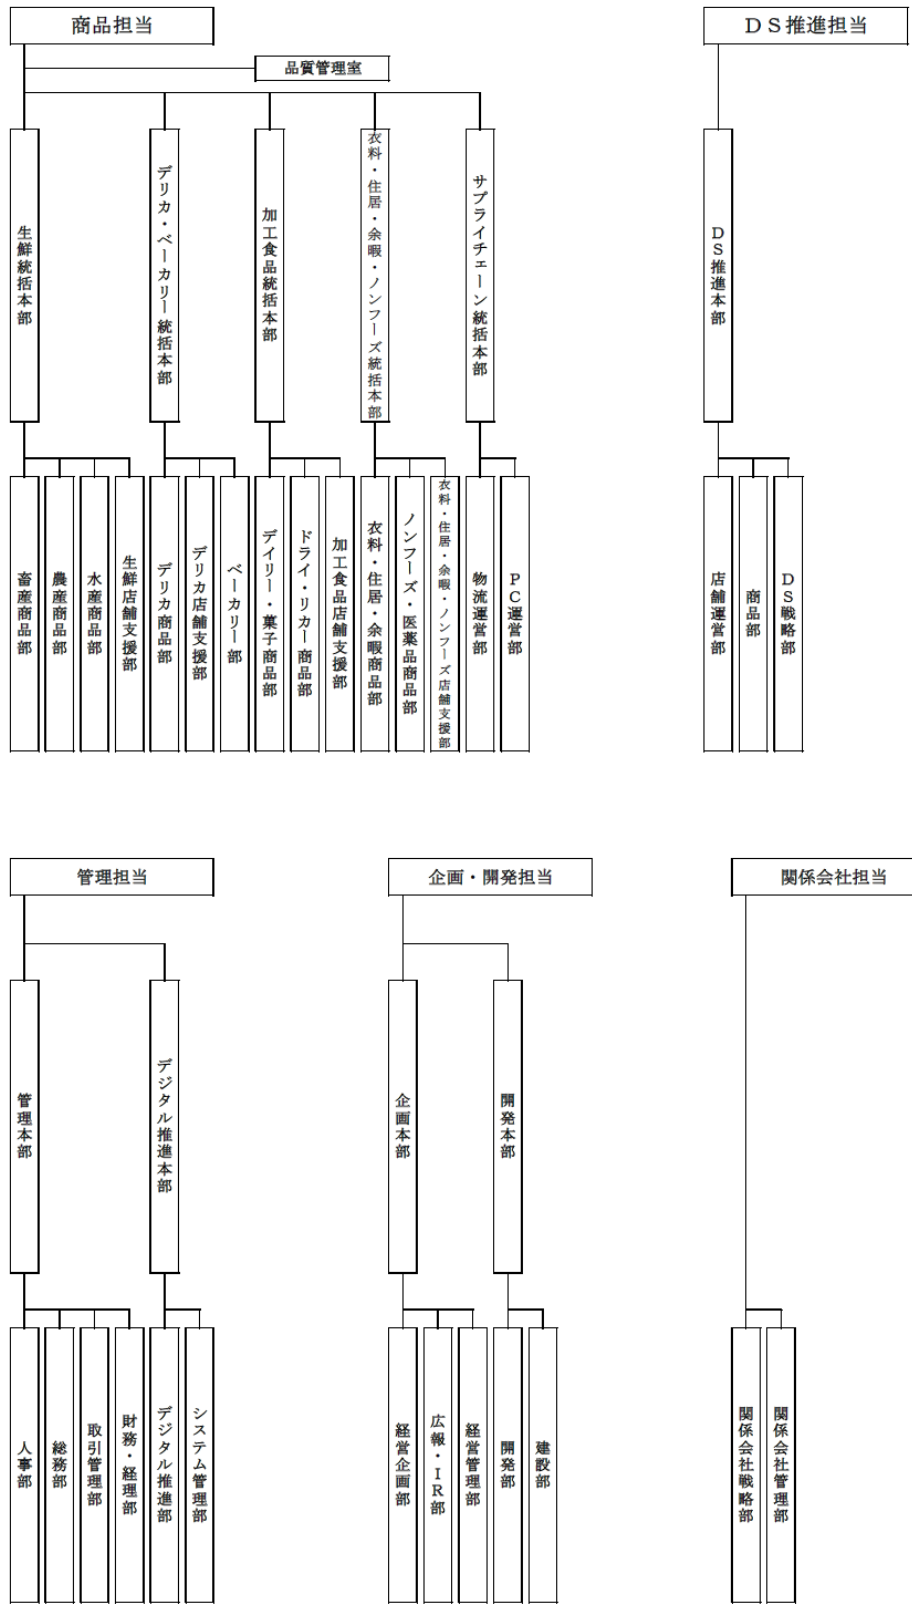 商品担当
ＤＳ推進担当
品質管理室
生鮮統括本部
デリカ・ベーカリー統括本部
加工食品統括本部
衣料・住居・余暇・ノンフーズ統括本部
サプライチェーン統括本部
ＤＳ推進本部
畜産商品部
農産商品部
水産商品部
生鮮店舗支援部
デリカ商品部
デリカ店舗支援部
ベーカリー部
デイリー・菓子商品部
ドライ・リカー商品部
加工食品店舗支援部
衣料・住居・余暇商品部
ノンフーズ・医薬品商品部
衣料・住居・余暇・ノンフーズ店舗支援部
物流運営部
ＰＣ運営部
店舗運営部
商品部
ＤＳ戦略部
管理担当
企画・開発担当
関係会社担当
管理本部
デジタル推進本部
企画本部
開発本部
人事部
総務部
取引管理部
財務・経理部
デジタル推進部
システム管理部
経営企画部
広報・ＩＲ部
経営管理部
開発部
建設部
関係会社戦略部
関係会社管理部